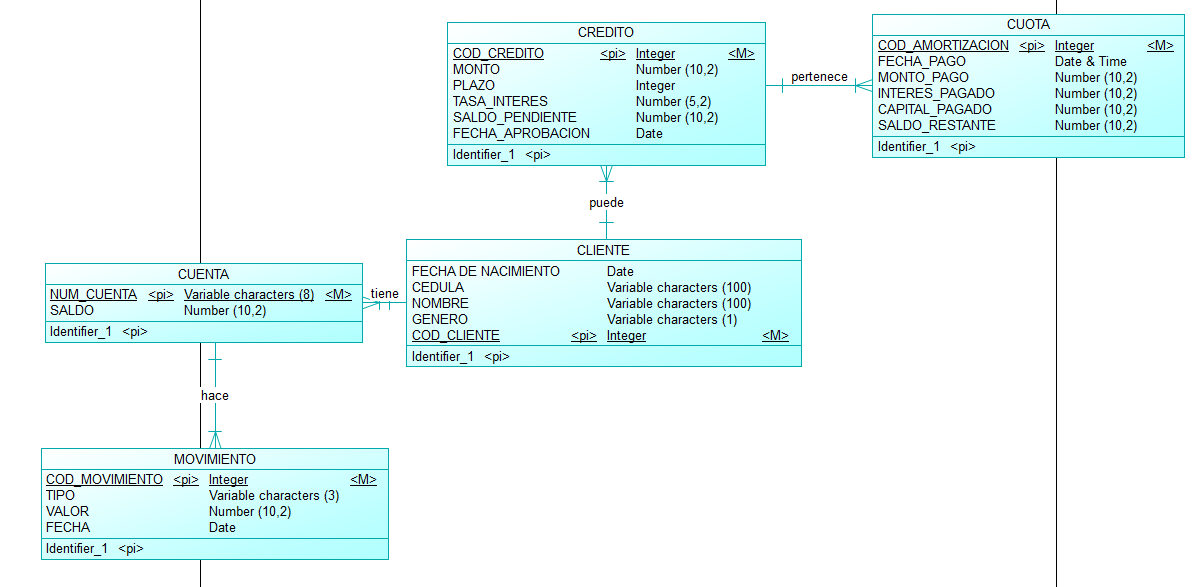 CREDITO
COD_CREDITO <pi> Integer <M>
MONTO Number (10,2)
PLAZO Integer
TASA_INTERES Number (5,2)
SALDO_PENDIENTE Number (10,2)
FECHA_APROBACION Date
Identifier_1 <pi>
pertenece
CUOTA
COD_AMORTIZACION <pi> Integer <M>
FECHA_PAGO Date & Time
MONTO_PAGO Number (10,2)
INTERES_PAGADO Number (10,2)
CAPITAL_PAGADO Number (10,2)
SALDO_RESTANTE Number (10,2)
Identifier_1 <pi>
puede
CLIENTE
FECHA DE NACIMIENTO Date
CEDULA Variable characters (100)
NOMBRE Variable characters (100)
GENERO Variable characters (1)
COD_CLIENTE <pi> Integer <M>
Identifier_1 <pi>
tiene
CUENTA
NUM_CUENTA <pi> Variable characters (8) <M>
SALDO Number (10,2)
Identifier_1 <pi>
hace
MOVIMIENTO
COD_MOVIMIENTO <pi> Integer <M>
TIPO Variable characters (3)
VALOR Number (10,2)
FECHA Date
Identifier_1 <pi>